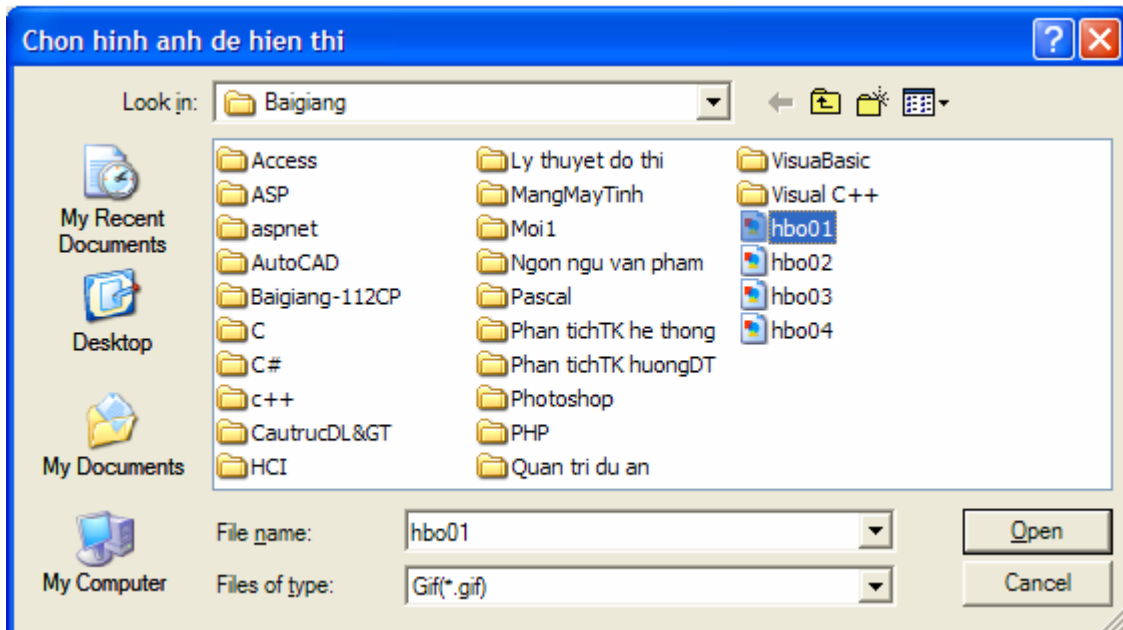 Chon hinh anh de hien thi
Look in: Baigiang
My Recent
Documents
Desktop
My Documents
My Computer
Access
ASP
aspnet
AutoCAD
Baigiang-112CP
C
C#
c++
CautrucDL&GT
HCI
Ly thuyet do thi
MangMayTinh
Moi1
Ngon ngu van pham
Pascal
Phan tichTK he thong
Phan tichTK huongDT
Photoshop
PHP
Quan tri du an
VisuaBasic
Visual C++
hbo01
hbo02
hbo03
hbo04
File name: hbo01 Open
Files of type: Gif(*.gif) Cancel